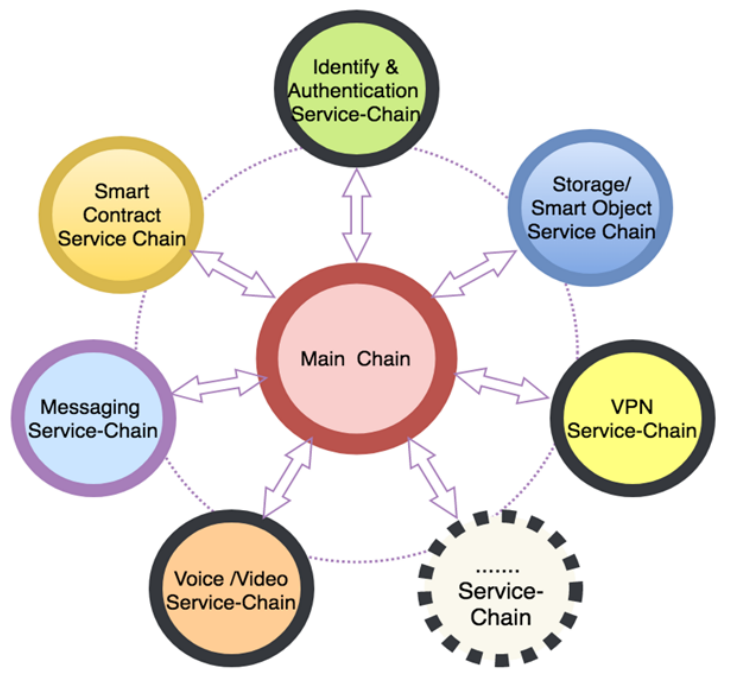 Identify &
Authentication
Service-Chain
Storage/
Smart Object
Service Chain
Smart
Contract
Service Chain
Main  Chain
Messaging
Service-Chain
VPN
Service-Chain
Voice /Video
Service-Chain
.......
Service-
Chain